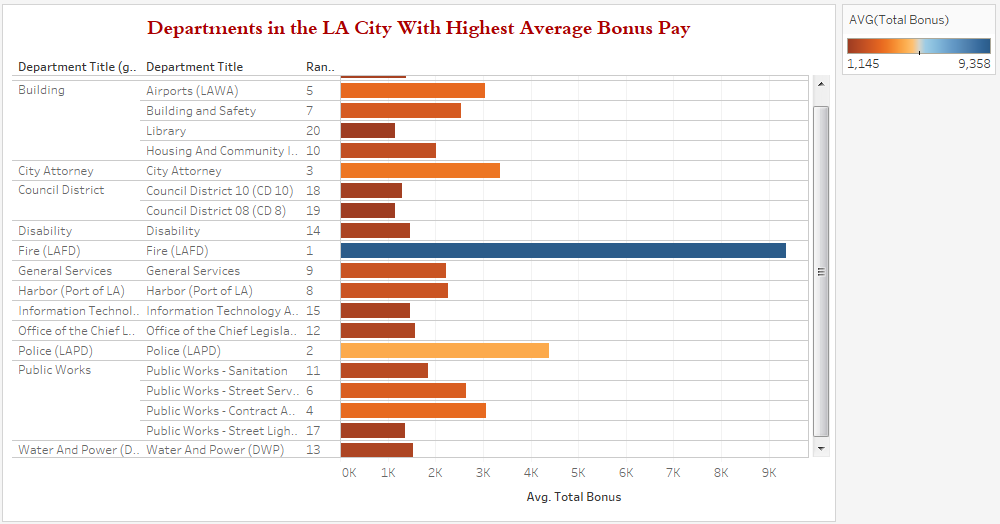 Departments in the LA City With Highest Average Bonus Pay
AVG(Total Bonus)
1,145 9,358
Department Title (g.. Department Title Ran..
Building Airports (LAWA) 5
Building and Safety 7
Library 20
Housing And Community I.. 10
City Attorney City Attorney 3
Council District Council District 10 (CD 10) 18
Council District 08 (CD 8) 19
Disability Disability 14
Fire (LAFD) Fire (LAFD) 1
General Services General Services 9
Harbor (Port of LA) Harbor (Port of LA) 8
Information Technol.. Information Technology A.. 15
Office of the Chief L.. Office of the Chief Legisla.. 12
Police (LAPD) Police (LAPD) 2
Public Works Public Works - Sanitation 11
Public Works - Street Serv.. 6
Public Works - Contract A.. 4
Public Works - Street Ligh.. 17
Water And Power (D.. Water And Power (DWP) 13
0K 1K 2K 3K 4K 5K 6K 7K 8K 9K
Avg. Total Bonus